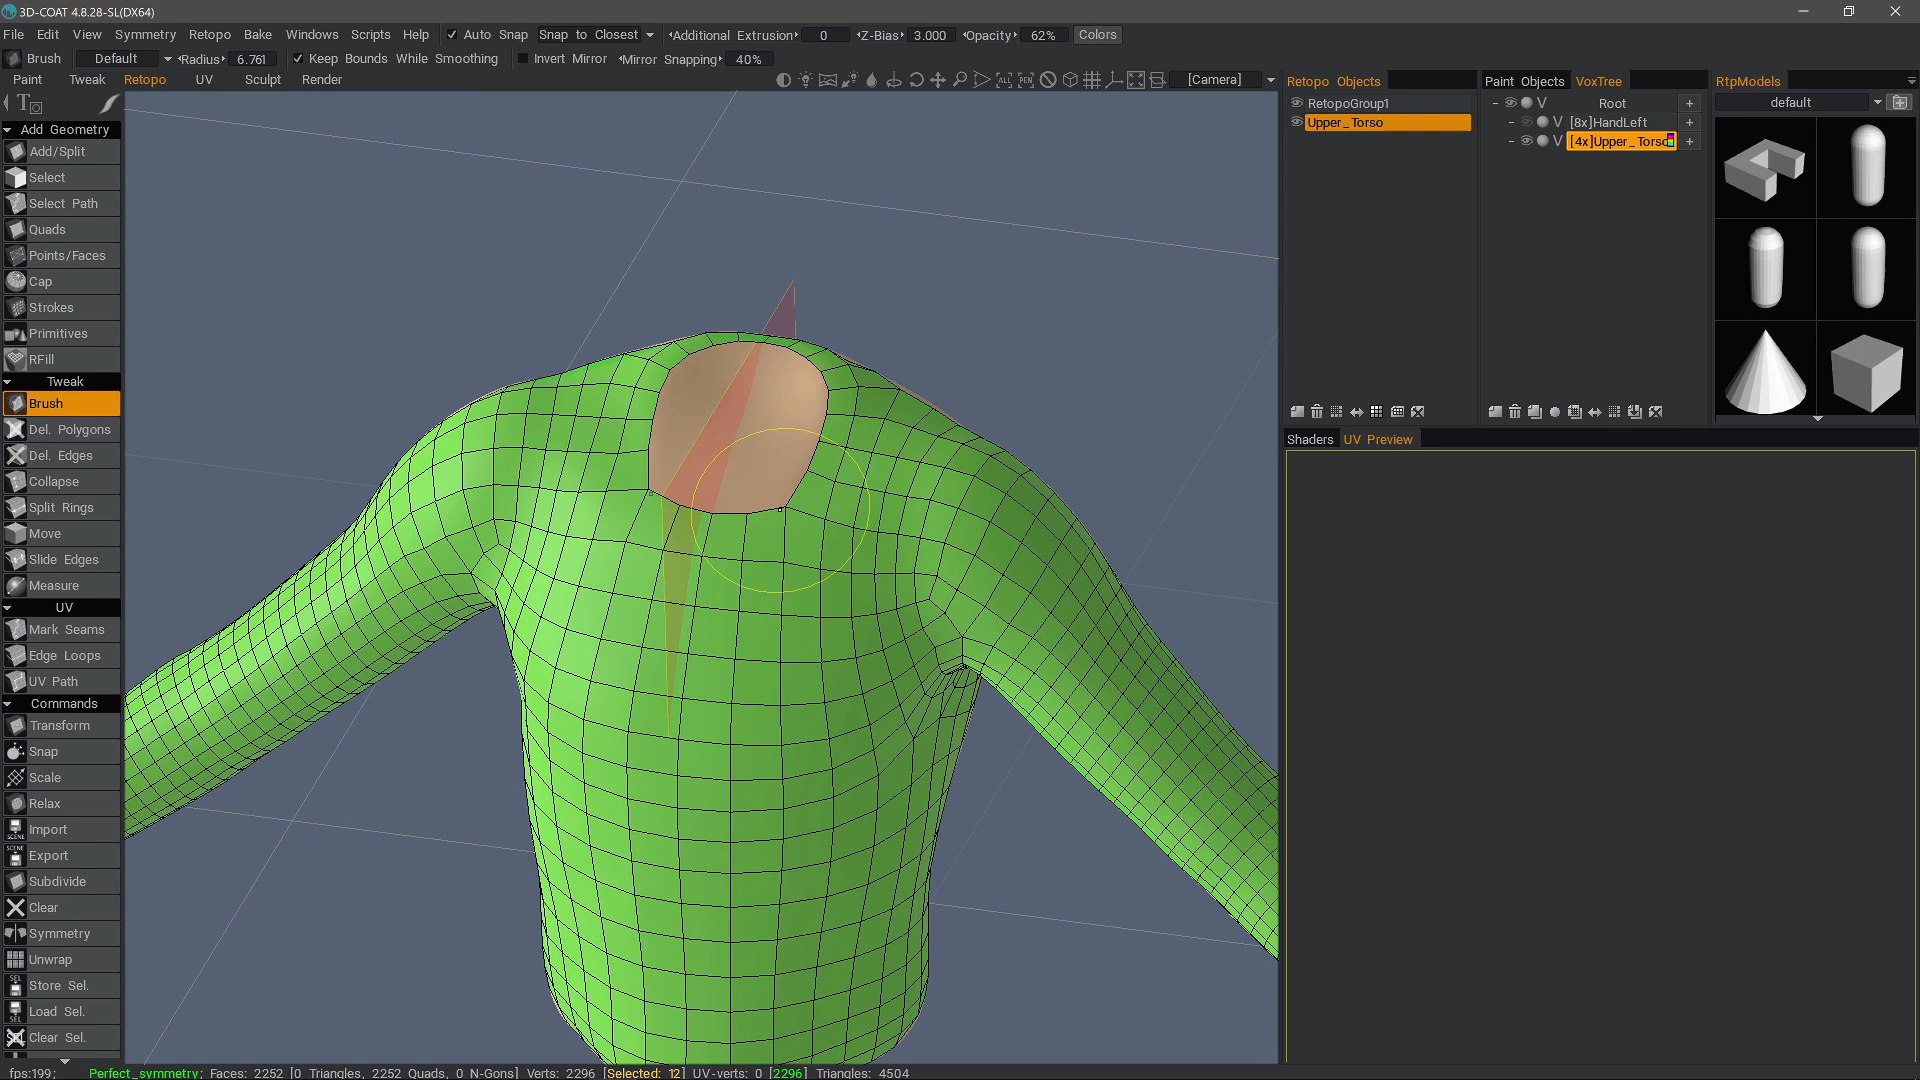 3D-COAT 4.8.28-SL(DX64)
File Edit View Symmetry Retopo Bake Windows Scripts Help Auto Snap Snap to Closest Additional Extrusion 0 Z-Bias 3.000 Opacity 62% Colors
Brush Default Radius 6.761 Keep Bounds While Smoothing Invert Mirror Mirror Snapping 40%
Paint Tweak Retopo UV Sculpt Render ALL PEN [Camera]
Retopo Objects
Paint Objects VoxTree
RtpModels
RetopoGroup1
Root
default
Upper_Torso
[8x]HandLeft
[4x]Upper_Torso
V
V
V
Add Geometry
Add/Split
Select
Select Path
Quads
Points/Faces
Cap
Strokes
Primitives
RFill
Tweak
Brush
Del. Polygons
Del. Edges
Collapse
Split Rings
Move
Slide Edges
Measure
UV
Mark Seams
Edge Loops
UV Path
Commands
Transform
Snap
Scale
Relax
SCENE Import
SCENE Export
Subdivide
Clear
Symmetry
Unwrap
SEL Store Sel.
SEL Load Sel.
SEL Clear Sel.
Shaders UV Preview
fps:199; Perfect_symmetry; Faces: 2252 [0 Triangles, 2252 Quads, 0 N-Gons] Verts: 2296 [Selected: 12] UV-verts: 0 [2296] Triangles: 4504